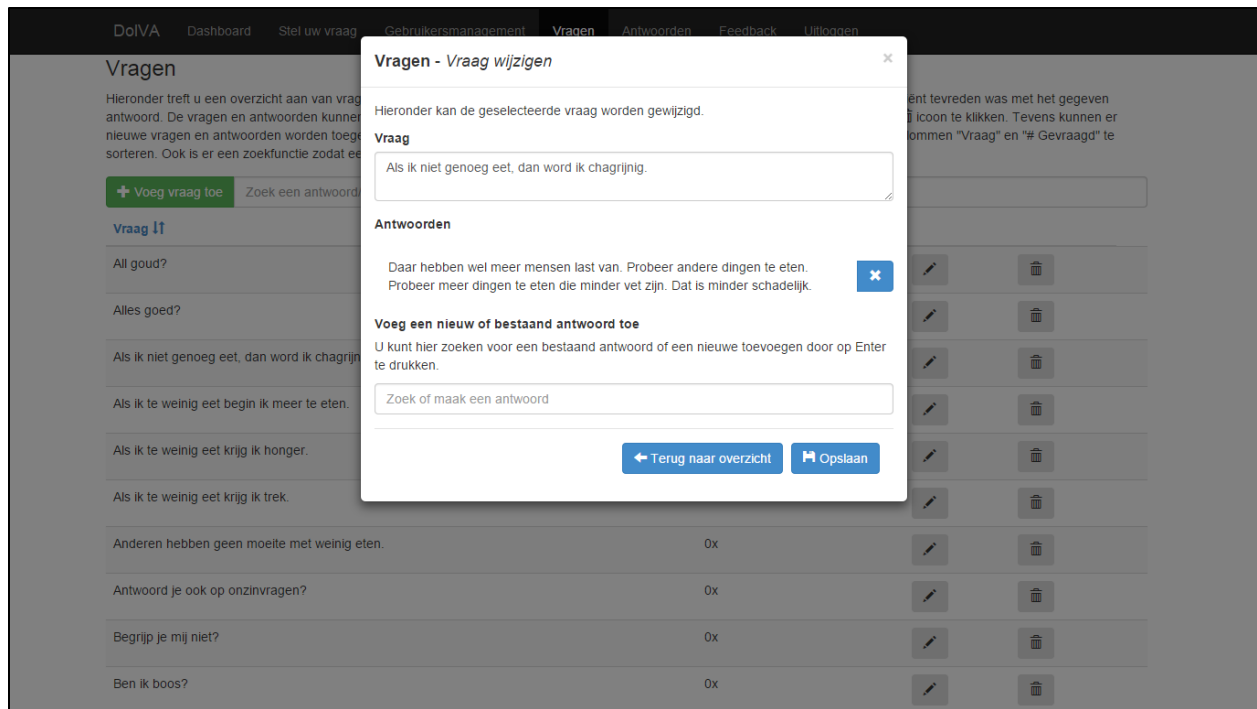 DoIVA Dashboard Stel uw vraag Gebruikersmanagement Vragen Antwoorden Feedback Uitloggen
Vragen
Hieronder treft u een overzicht aan van vrag
ënt tevreden was met het gegeven
antwoord. De vragen en antwoorden kunne
icoon te klikken. Tevens kunnen er
nieuwe vragen en antwoorden worden toege
lommen "Vraag" en "# Gevraagd" te
sorteren. Ook is er een zoekfunctie zodat ee
Voeg vraag toe Zoek een antwoord/
Vraag
All goud?
Alles goed?
Als ik niet genoeg eet, dan word ik chagrijn
Als ik te weinig eet begin ik meer te eten.
Als ik te weinig eet krijg ik honger.
Als ik te weinig eet krijg ik trek.
Anderen hebben geen moeite met weinig eten. 0x
Antwoord je ook op onzinvragen? 0x
Begrijp je mij niet? 0x
Ben ik boos? 0x
Vragen - Vraag wijzigen ×
Hieronder kan de geselecteerde vraag worden gewijzigd.
Vraag
Als ik niet genoeg eet, dan word ik chagrijnig.
Antwoorden
Daar hebben wel meer mensen last van. Probeer andere dingen te eten.
Probeer meer dingen te eten die minder vet zijn. Dat is minder schadelijk.
Voeg een nieuw of bestaand antwoord toe
U kunt hier zoeken voor een bestaand antwoord of een nieuwe toevoegen door op Enter
te drukken.
Zoek of maak een antwoord
Terug naar overzicht Opslaan